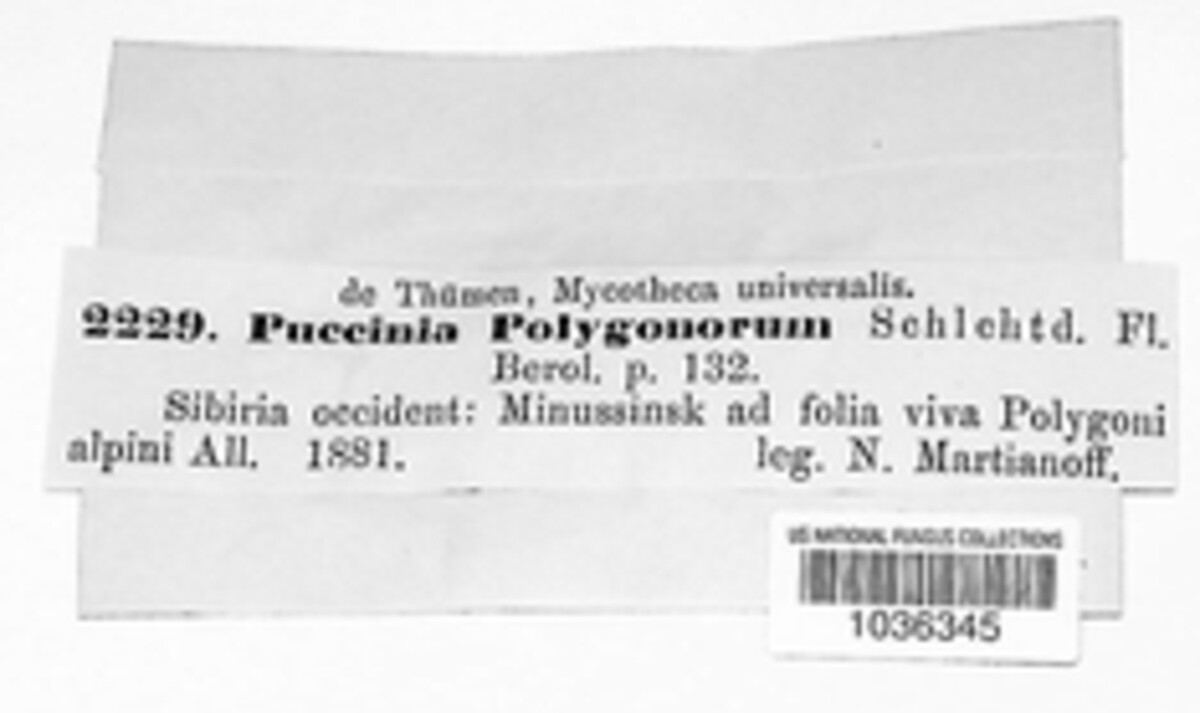 de Thümen, Mycotheca universalis.
2229. Puccinia Polygonorum Schlchtd. Fl.
Berol. p. 132.
Sibiria occident: Minussinsk ad folia viva Polygoni
alpini All. 1881. leg. N. Martianoff.
US NATIONAL FUNGUS COLLECTIONS
1036345